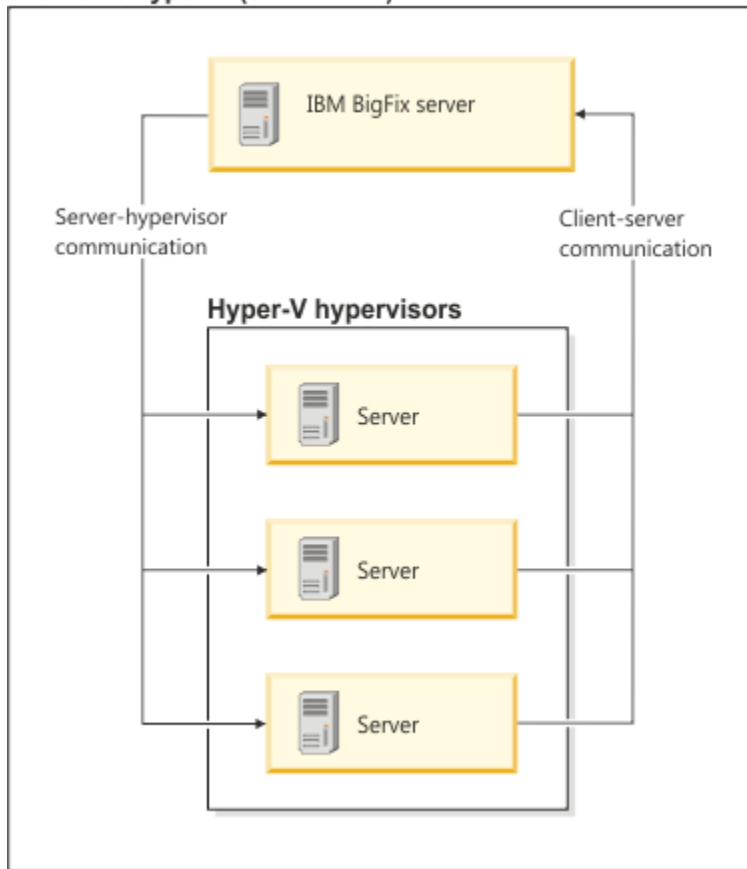 IBM BigFix server
Server-hypervisor
communication
Client-server
communication
Hyper-V hypervisors
Server
Server
Server